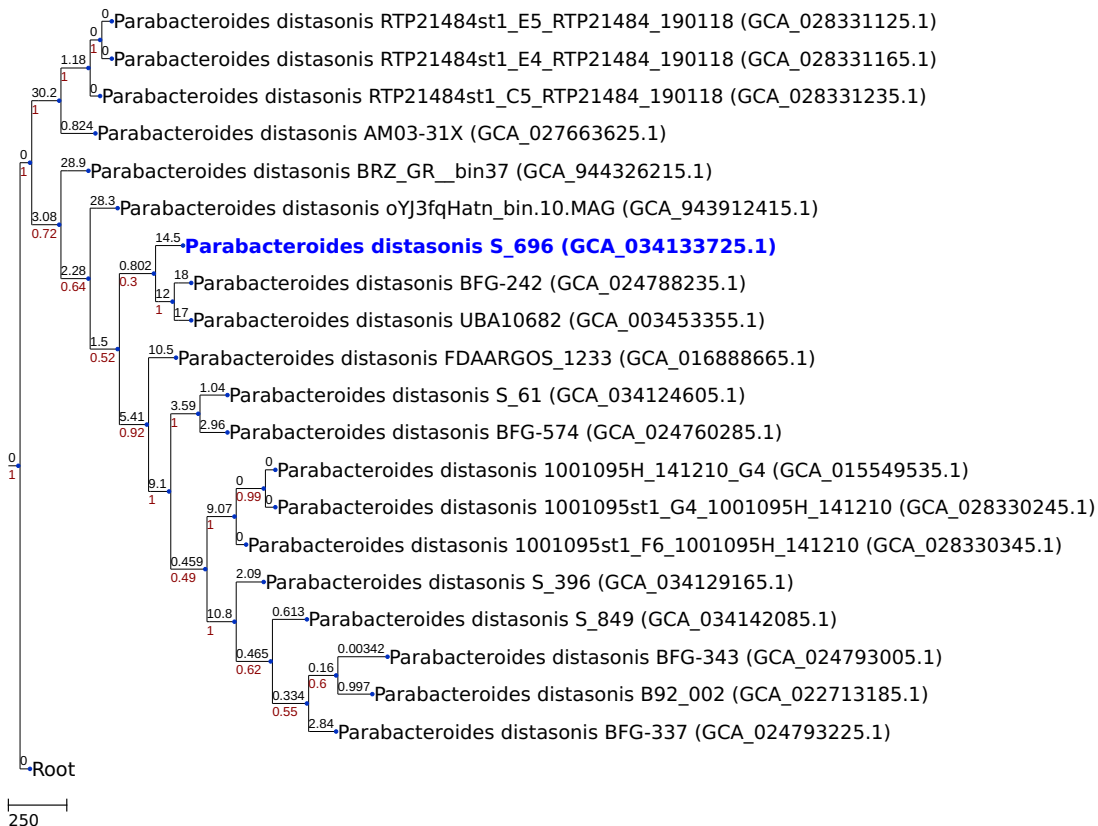 0
Parabacteroides distasonis RTP21484st1_E5_RTP21484_190118 (GCA_028331125.1)
0
1
0
Parabacteroides distasonis RTP21484st1_E4_RTP21484_190118 (GCA_028331165.1)
1.18
1
0
Parabacteroides distasonis RTP21484st1_C5_RTP21484_190118 (GCA_028331235.1)
30.2
1
0.824
Parabacteroides distasonis AM03-31X (GCA_027663625.1)
0
1
28.9
Parabacteroides distasonis BRZ_GR__bin37 (GCA_944326215.1)
3.08
0.72
28.3
Parabacteroides distasonis oYJ3fqHatn_bin.10.MAG (GCA_943912415.1)
14.5
Parabacteroides distasonis S_696 (GCA_034133725.1)
2.28
0.64
0.802
0.3
18
Parabacteroides distasonis BFG-242 (GCA_024788235.1)
12
1
17
Parabacteroides distasonis UBA10682 (GCA_003453355.1)
1.5
0.52
10.5
Parabacteroides distasonis FDAARGOS_1233 (GCA_016888665.1)
1.04
Parabacteroides distasonis S_61 (GCA_034124605.1)
3.59
1
5.41
0.92
2.96
Parabacteroides distasonis BFG-574 (GCA_024760285.1)
0
1
0
Parabacteroides distasonis 1001095H_141210_G4 (GCA_015549535.1)
9.1
1
0
0.99
0
Parabacteroides distasonis 1001095st1_G4_1001095H_141210 (GCA_028330245.1)
9.07
1
0
Parabacteroides distasonis 1001095st1_F6_1001095H_141210 (GCA_028330345.1)
0.459
0.49
2.09
Parabacteroides distasonis S_396 (GCA_034129165.1)
10.8
1
0.613
Parabacteroides distasonis S_849 (GCA_034142085.1)
0.465
0.62
0.00342
Parabacteroides distasonis BFG-343 (GCA_024793005.1)
0.16
0.6
0.997
Parabacteroides distasonis B92_002 (GCA_022713185.1)
0.334
0.55
2.84
Parabacteroides distasonis BFG-337 (GCA_024793225.1)
0
Root
250